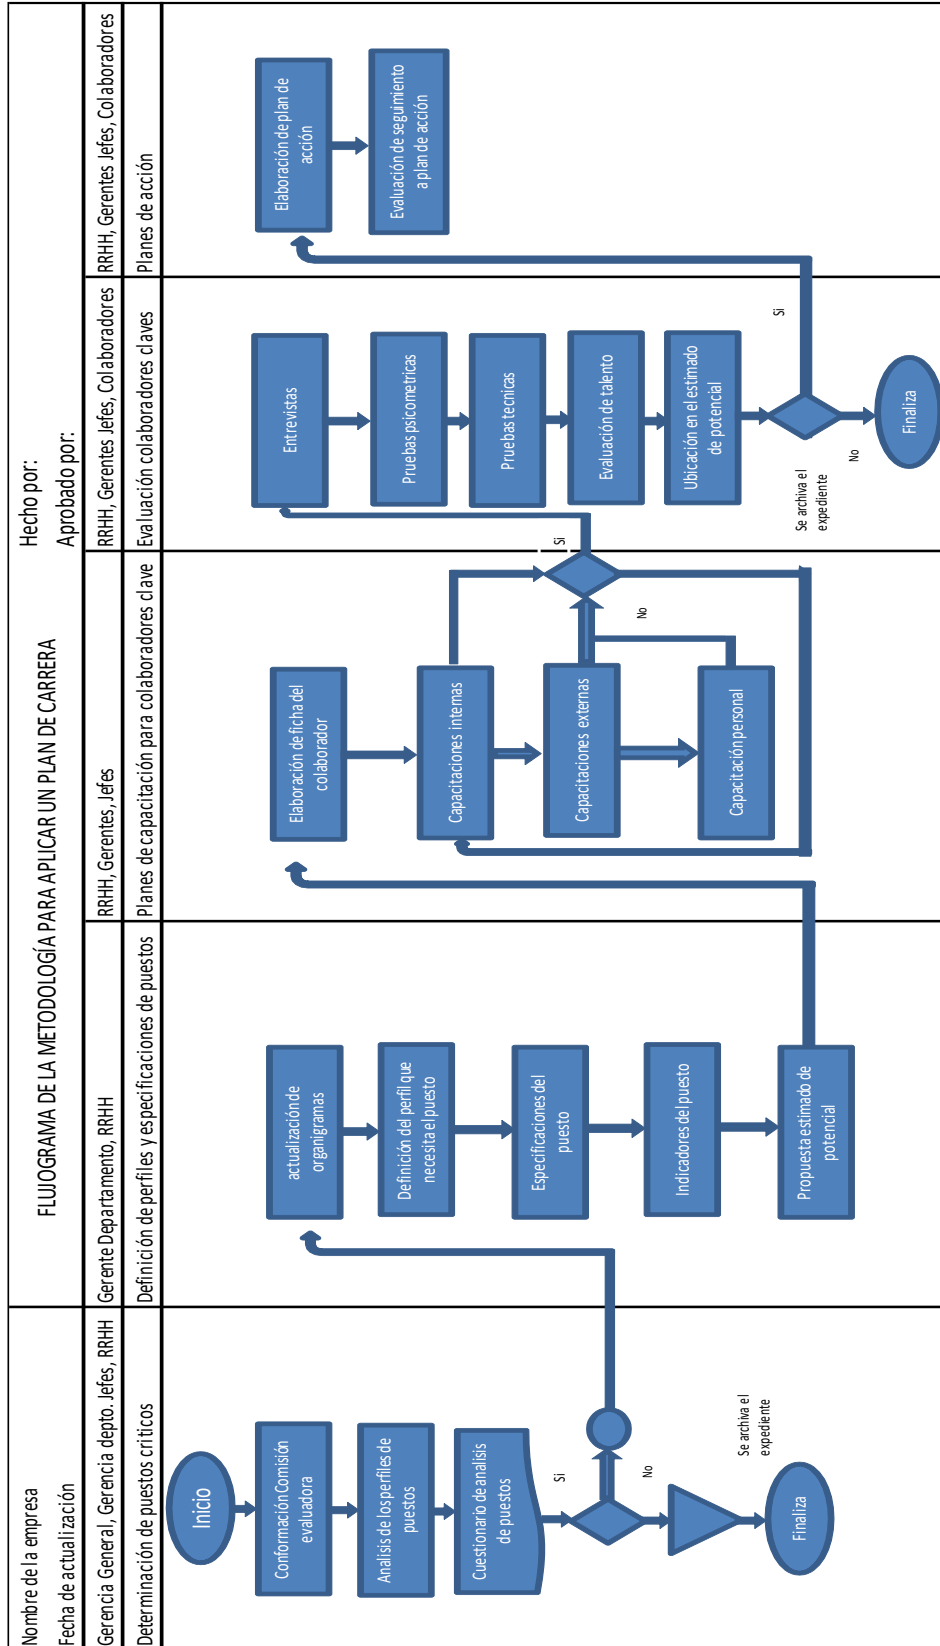 Nombre de la empresa
FLUJOGRAMA DE LA METODOLOGÍA PARA APLICAR UN PLAN DE CARRERA
Hecho por:
Fecha de actualización
Aprobado por:
Gerencia General, Gerencia depto. Jefes, RRHH
Gerente Departamento, RRHH
RRHH, Gerentes, Jefes
RRHH, Gerentes Jefes, Colaboradores
RRHH, Gerentes Jefes, Colaboradores
Determinación de puestos criticos
Definición de perfiles y especificaciones de puestos
Planes de capacitación para colaboradores clave
Evaluación colaboradores claves
Planes de acción
Inicio
Conformación Comisión
evaluadora
Analisis de los perfiles de
puestos
Cuestionario de analisis
de puestos
Si
No
Se archiva el
expediente
Finaliza
actualización de
organigramas
Definición del perfil que
necesita el puesto
Especificaciones del
puesto
Indicadores del puesto
Propuesta estimado de
potencial
Elaboración de ficha del
colaborador
Capacitaciones internas
Capacitaciones externas
Capacitación personal
Si
No
Entrevistas
Pruebas psicometricas
Pruebas tecnicas
Evaluación de talento
Ubicación en el estimado
de potencial
Si
No
Se archiva el
expediente
Finaliza
Elaboración de plan de
acción
Evaluación de seguimiento
a plan de acción